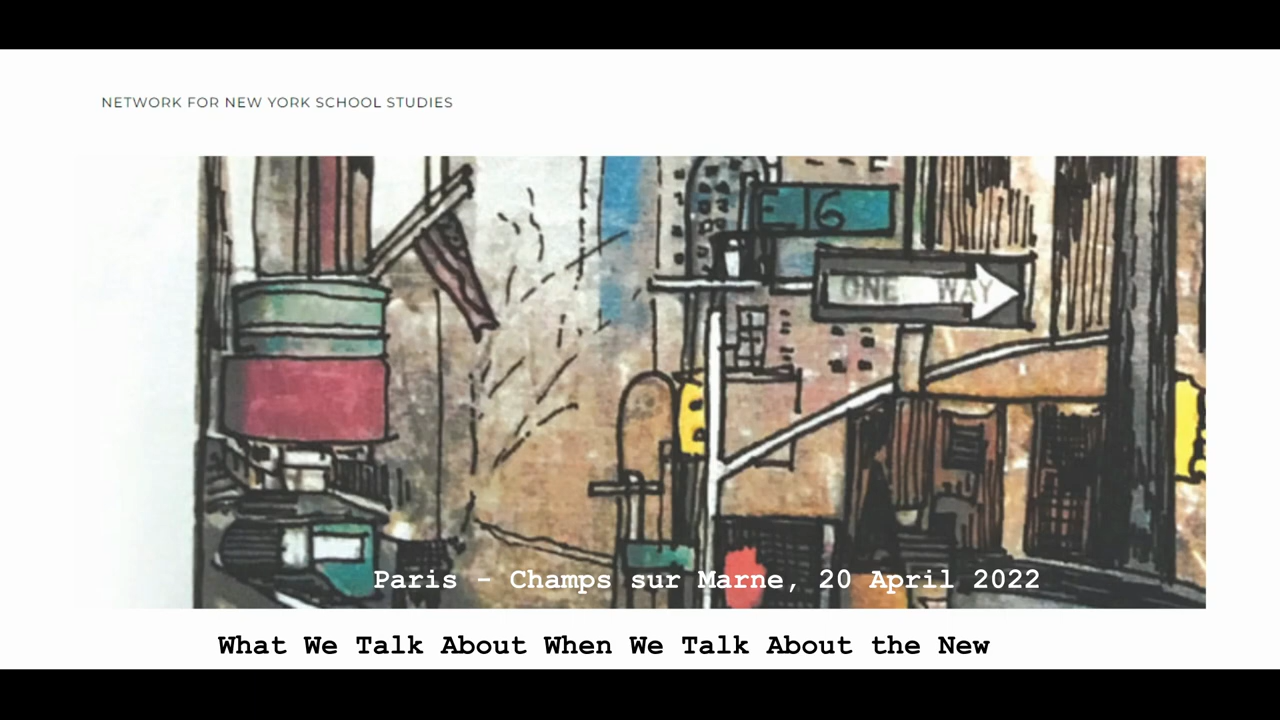 NETWORK FOR NEW YORK SCHOOL STUDIES
E 6
ONE WAY
Paris - Champs sur Marne, 20 April 2022
What We Talk About When We Talk About the New